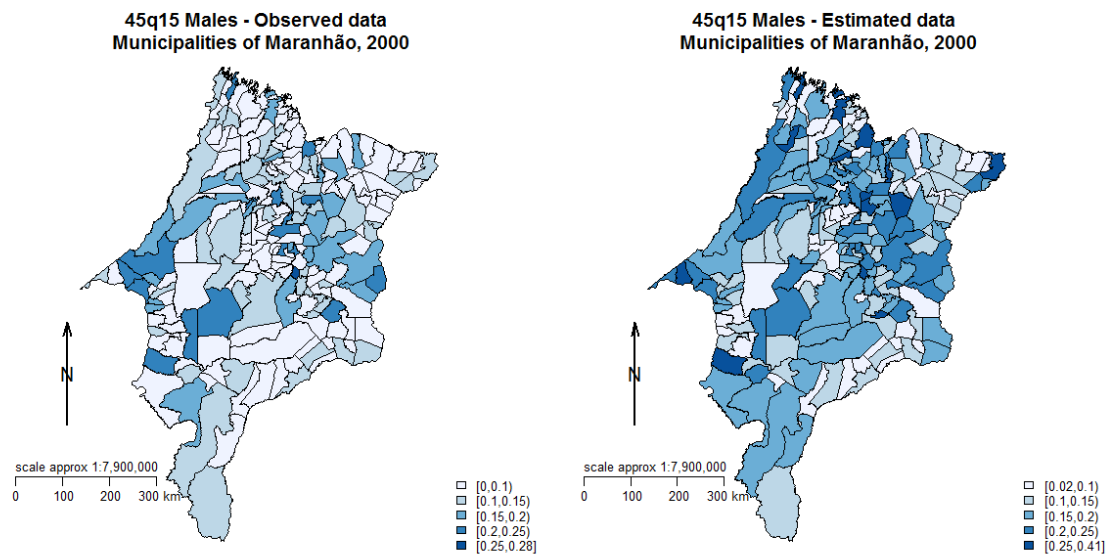 45q15 Males - Observed data
Municipalities of Maranhão, 2000
N
scale approx 1:7,900,000
0 100 200 300 km
[0,0.1)
[0.1,0.15)
[0.15,0.2)
[0.2,0.25)
[0.25,0.28]
45q15 Males - Estimated data
Municipalities of Maranhão, 2000
N
scale approx 1:7,900,000
0 100 200 300 km
[0.02,0.1)
[0.1,0.15)
[0.15,0.2)
[0.2,0.25)
[0.25,0.41]